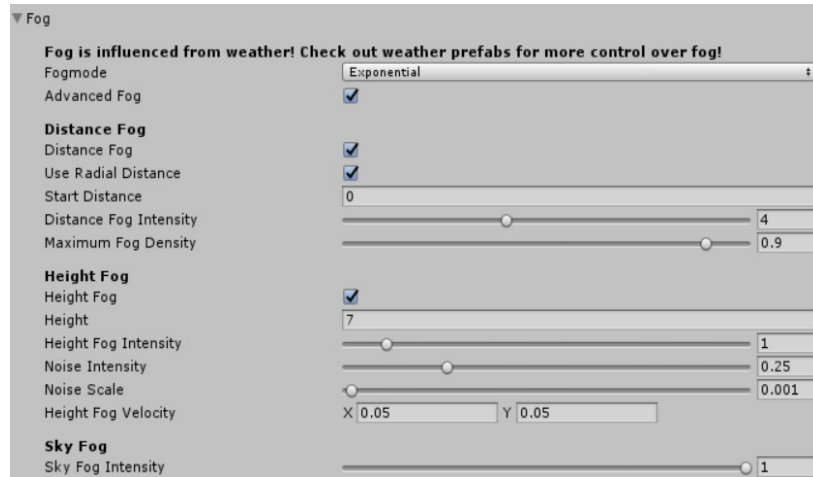 Fog
Fog is influenced from weather! Check out weather prefabs for more control over fog!
Fogmode Exponential
Advanced Fog
Distance Fog
Distance Fog
Use Radial Distance
Start Distance 0
Distance Fog Intensity 4
Maximum Fog Density 0.9
Height Fog
Height Fog
Height 7
Height Fog Intensity 1
Noise Intensity 0.25
Noise Scale 0.001
Height Fog Velocity X 0.05 Y 0.05
Sky Fog
Sky Fog Intensity 1